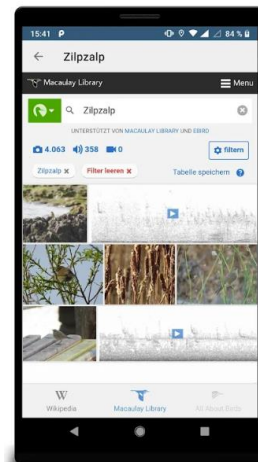 15:41 P 84 %
← Zilpzalp
Macaulay Library Menu
Zilpzalp
UNTERSTÜTZT VON MACAULAY LIBRARY UND EBIRD
4.063 358 0 filtern
Zilpzalp x Filter leeren x Tabelle speichern ?
W
Wikipedia Macaulay Library All About Birds